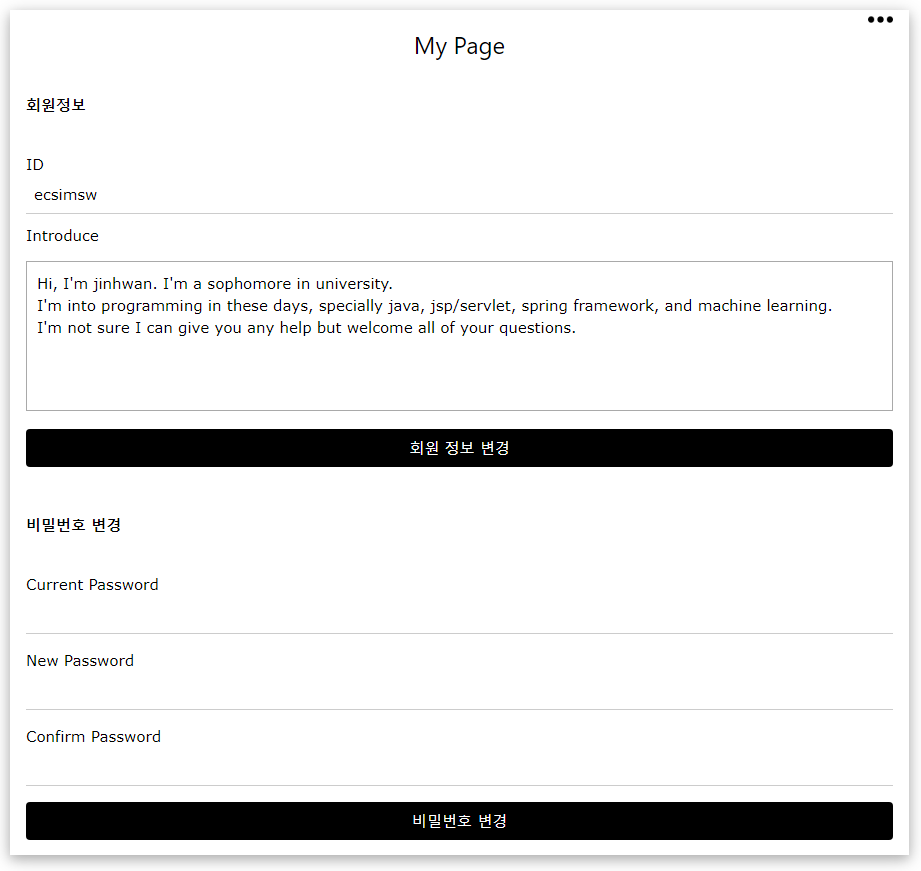 My Page
회원정보
ID
ecsimsw
Introduce
Hi, I'm jinhwan. I'm a sophomore in university.
I'm into programming in these days, specially java, jsp/servlet, spring framework, and machine learning.
I'm not sure I can give you any help but welcome all of your questions.
회원 정보 변경
비밀번호 변경
Current Password
New Password
Confirm Password
비밀번호 변경